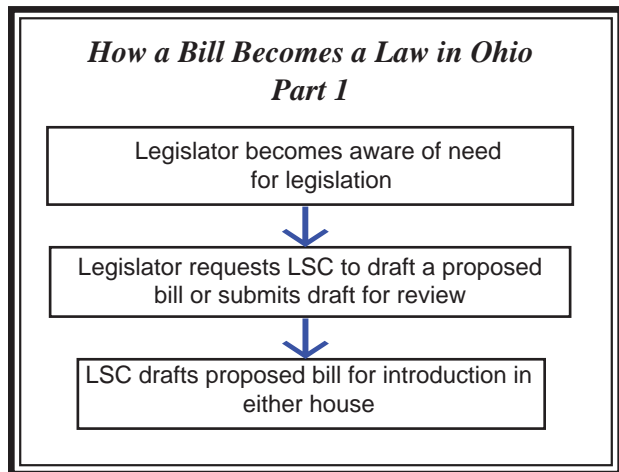 How a Bill Becomes a Law in Ohio
Part 1
Legislator becomes aware of need
for legislation
Legislator requests LSC to draft a proposed
bill or submits draft for review
LSC drafts proposed bill for introduction in
either house